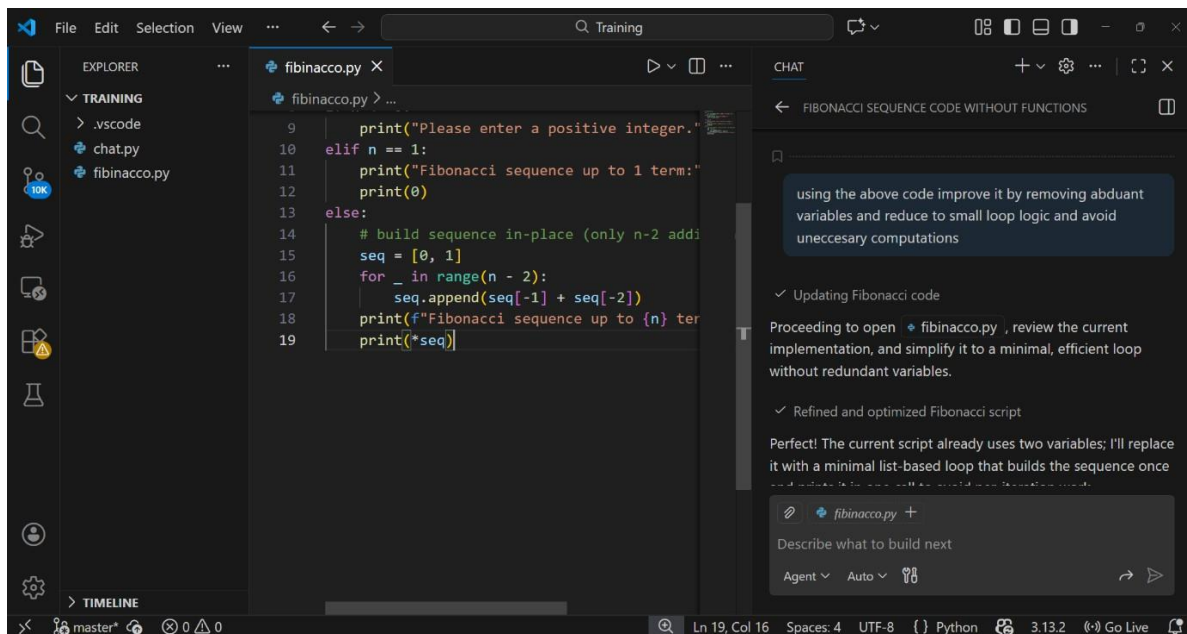 File Edit Selection View ... Training
EXPLORER ...
TRAINING
.vscode
chat.py
fibinacco.py
TIMELINE
fibinacco.py
fibinacco.py > ...
9 print("Please enter a positive integer."
10 elif n == 1:
11 print("Fibonacci sequence up to 1 term:"
12 print(0)
13 else:
14 # build sequence in-place (only n-2 addi
15 seq = [0, 1]
16 for _ in range(n - 2):
17 seq.append(seq[-1] + seq[-2])
18 print(f"Fibonacci sequence up to {n} ter
19 print(*seq)
CHAT
FIBONACCI SEQUENCE CODE WITHOUT FUNCTIONS
using the above code improve it by removing abduant
variables and reduce to small loop logic and avoid
uneccesary computations
Updating Fibonacci code
Proceeding to open fibinacco.py , review the current
implementation, and simplify it to a minimal, efficient loop
without redundant variables.
Refined and optimized Fibonacci script
Perfect! The current script already uses two variables; I'll replace
it with a minimal list-based loop that builds the sequence once
fibinacco.py
Describe what to build next
Agent Auto
10K
master* 0 0 Ln 19, Col 16 Spaces: 4 UTF-8 {} Python 3.13.2 Go Live